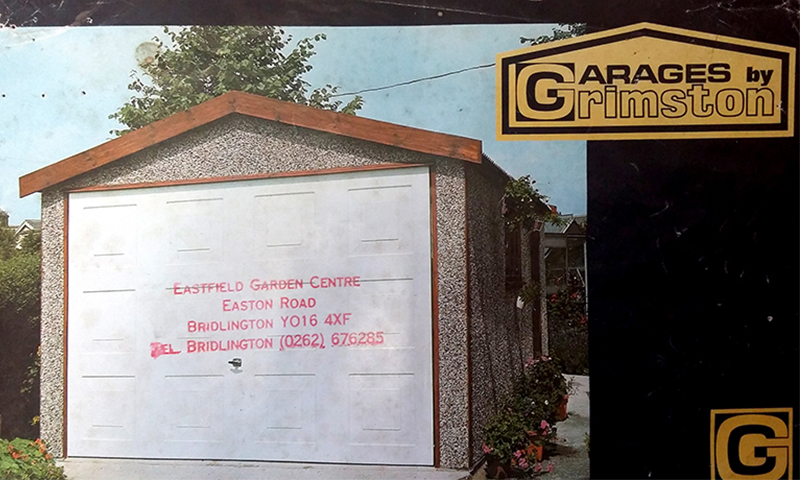 GARAGES by
Grimston
EASTFIELD GARDEN CENTRE
EASTON ROAD
BRIDLINGTON YO16 4XF
TEL BRIDLINGTON (0262) 676285
G